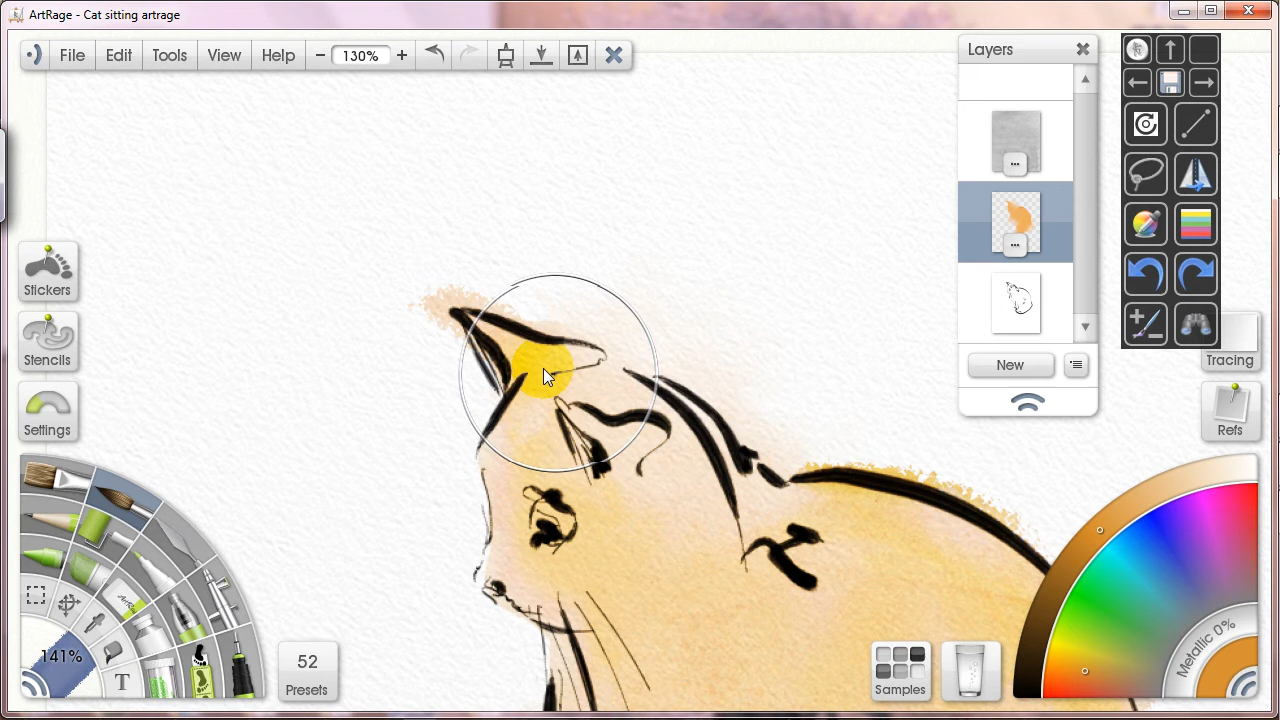 ArtRage - Cat sitting artrage
File Edit Tools View Help − 130% +
Layers
Stickers
Stencils
Settings
New
Tracing
Refs
141%
T
52
Presets
Samples
Metallic 0%